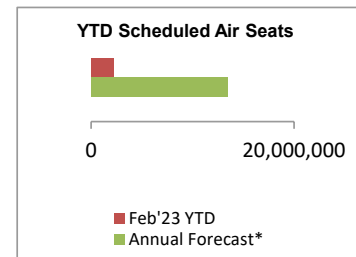 YTD Scheduled Air Seats
0
20,000,000
Feb'23 YTD
Annual Forecast*